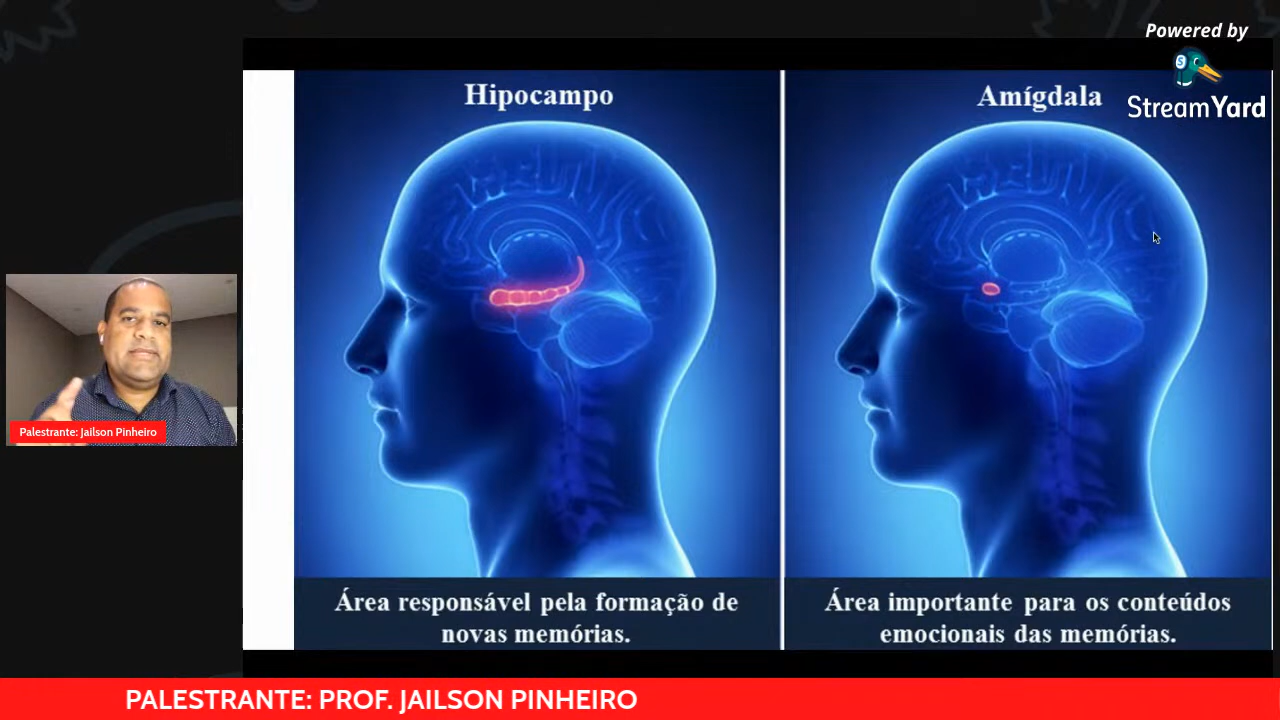 Powered by
StreamYard
Hipocampo
Amígdala
Área responsável pela formação de
novas memórias.
Área importante para os conteúdos
emocionais das memórias.
Palestrante: Jailson Pinheiro
PALESTRANTE: PROF. JAILSON PINHEIRO